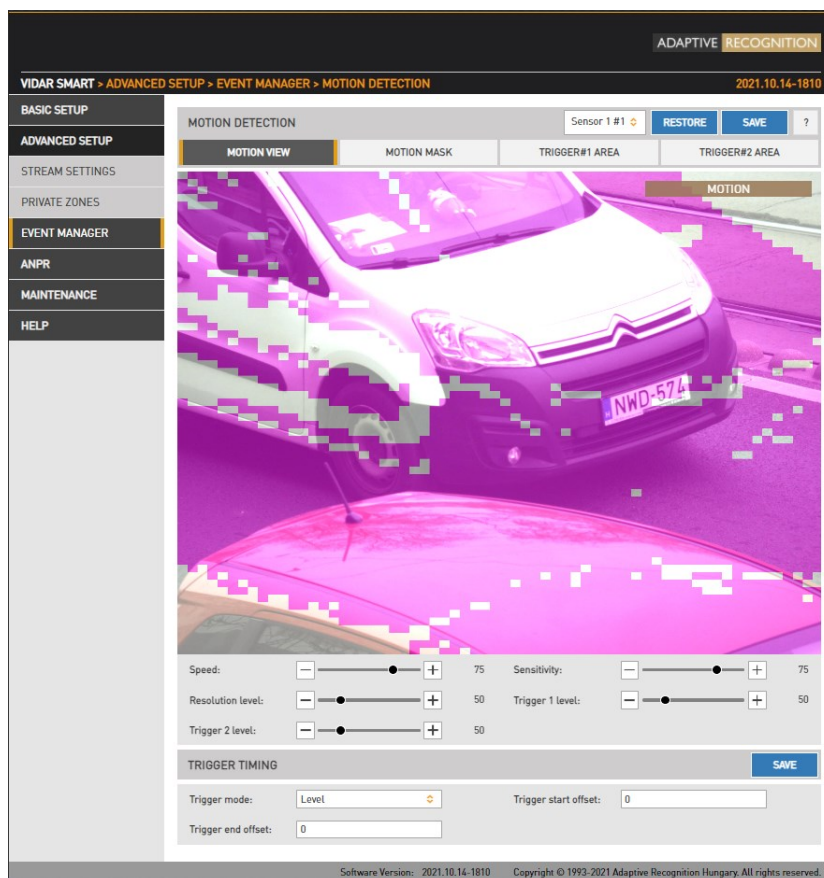 ADAPTIVE RECOGNITION
VIDAR SMART > ADVANCED SETUP > EVENT MANAGER > MOTION DETECTION
2021.10.14-1810
BASIC SETUP
ADVANCED SETUP
STREAM SETTINGS
PRIVATE ZONES
EVENT MANAGER
ANPR
MAINTENANCE
HELP
MOTION DETECTION
Sensor 1 #1
RESTORE
SAVE
?
MOTION VIEW
MOTION MASK
TRIGGER#1 AREA
TRIGGER#2 AREA
MOTION
NWD-574
Speed:
75
Sensitivity:
75
Resolution level:
50
Trigger 1 level:
50
Trigger 2 level:
50
TRIGGER TIMING
SAVE
Trigger mode:
Level
Trigger start offset:
0
Trigger end offset:
0
Software Version: 2021.10.14-1810
Copyright © 1993-2021 Adaptive Recognition Hungary. All rights reserved.